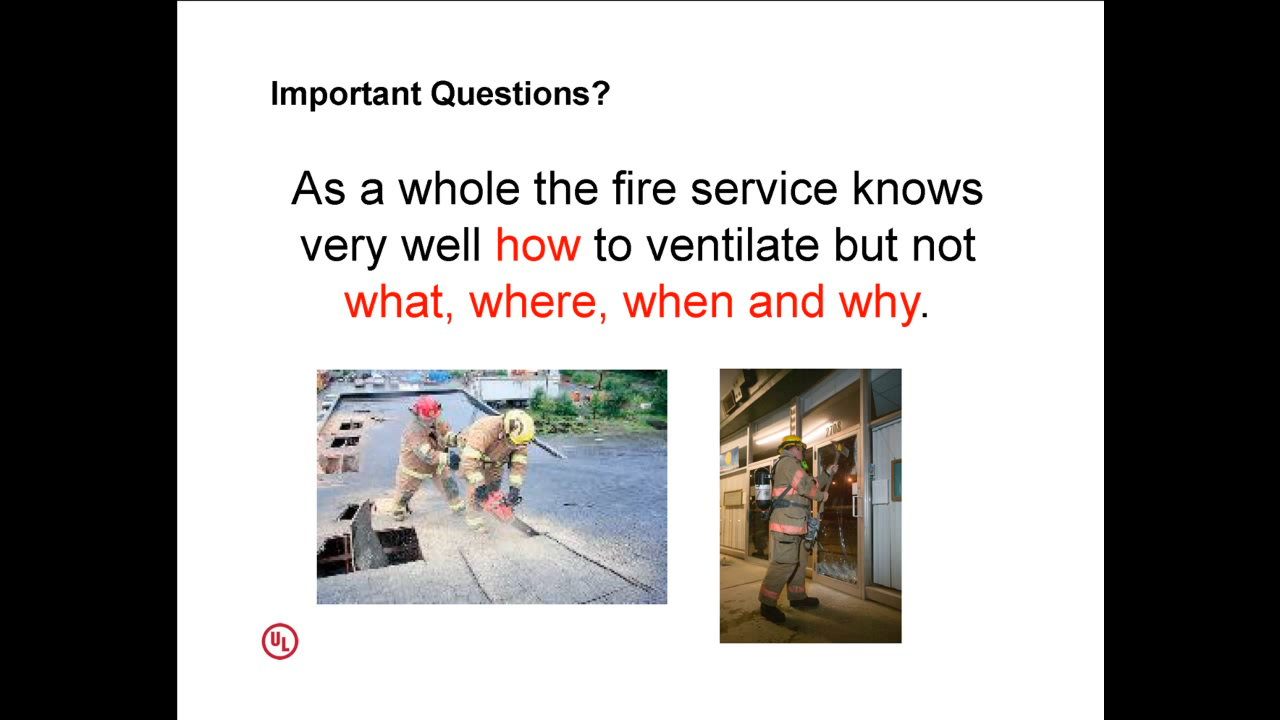 Important Questions?
As a whole the fire service knows
very well how to ventilate but not
what, where, when and why.
UL